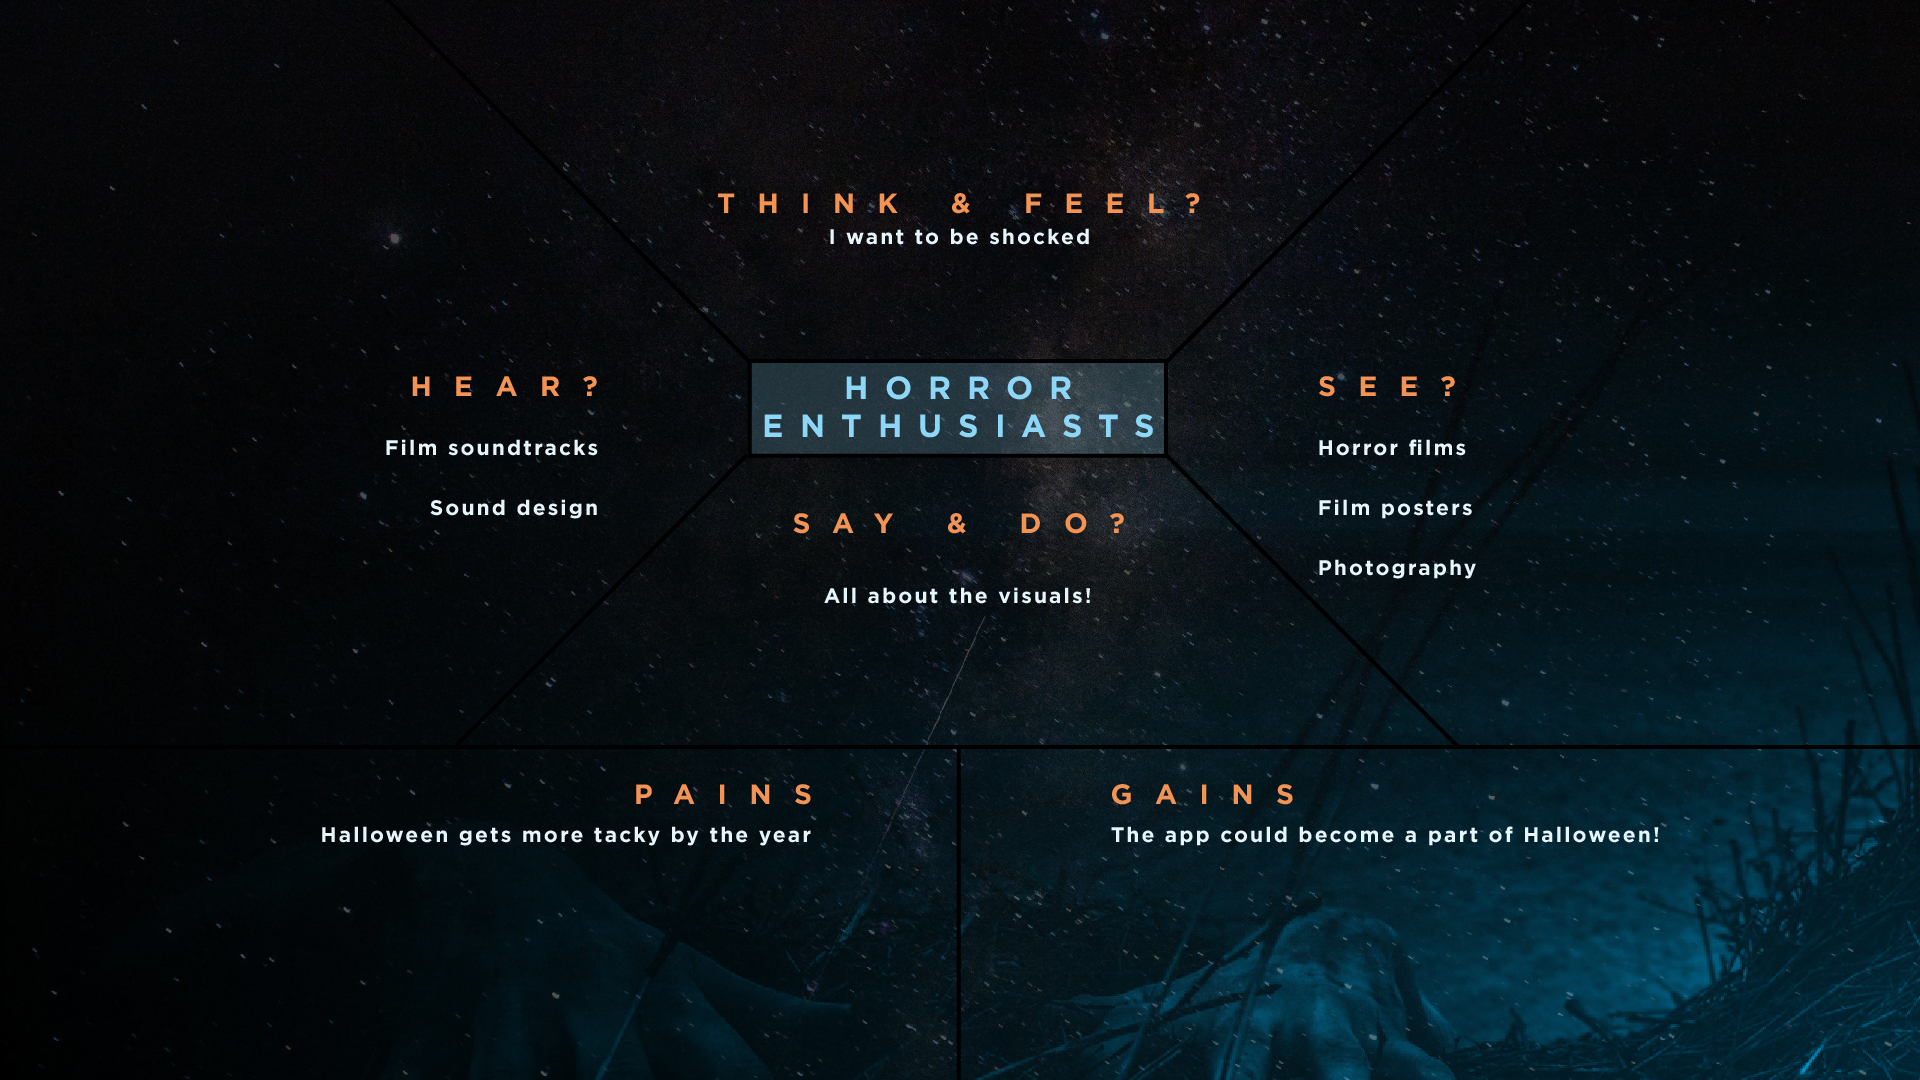 THINK & FEEL?
I want to be shocked
HEAR?
Film soundtracks
Sound design
HORROR
ENTHUSIASTS
SEE?
Horror films
Film posters
Photography
SAY & DO?
All about the visuals!
PAINS
Halloween gets more tacky by the year
GAINS
The app could become a part of Halloween!